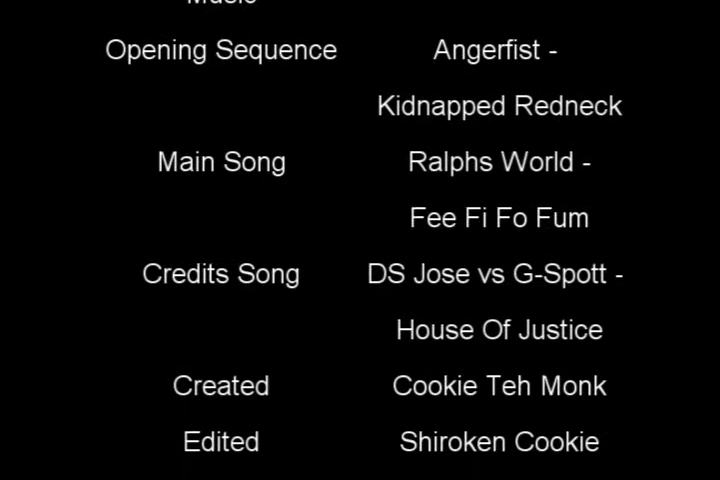 Music
Opening Sequence Angerfist -
Kidnapped Redneck
Main Song Ralphs World -
Fee Fi Fo Fum
Credits Song DS Jose vs G-Spott -
House Of Justice
Created Cookie Teh Monk
Edited Shiroken Cookie